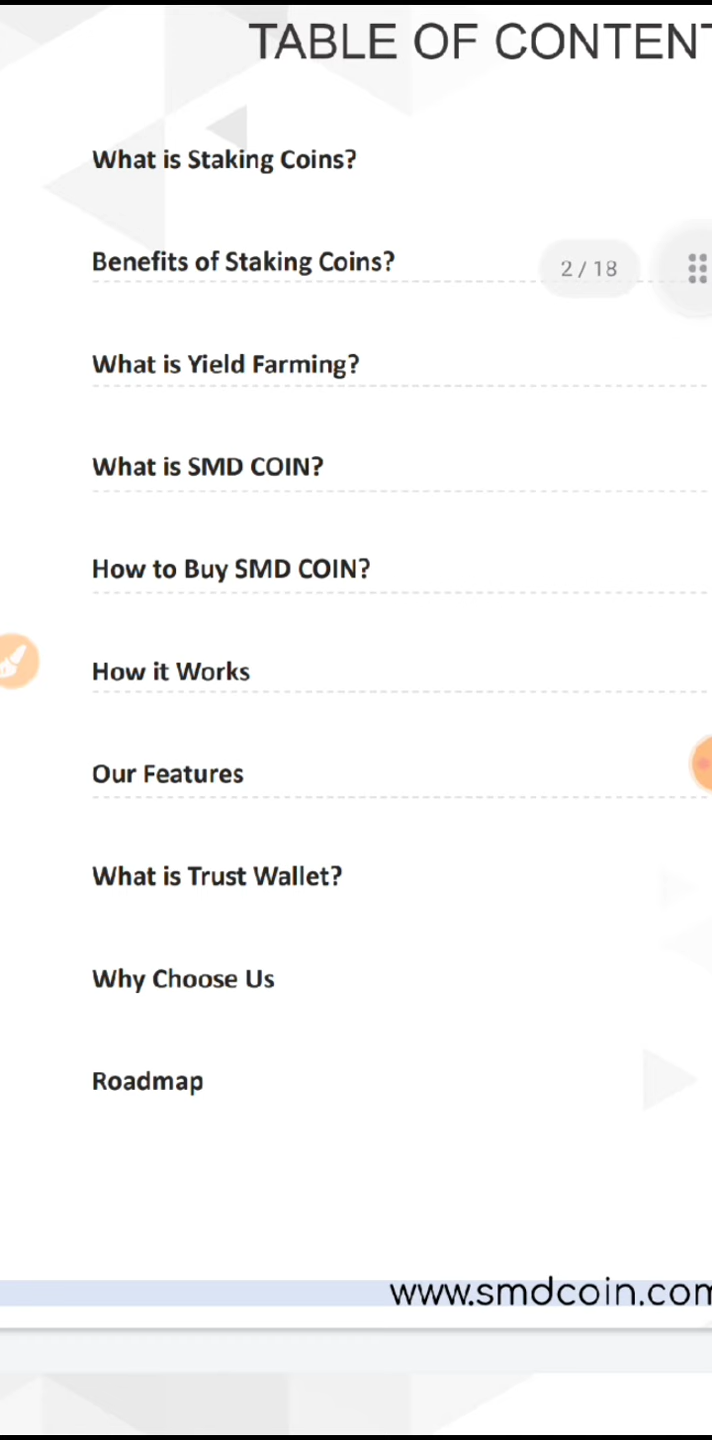 TABLE OF CONTENT
What is Staking Coins?
Benefits of Staking Coins?
2 / 18
What is Yield Farming?
What is SMD COIN?
How to Buy SMD COIN?
How it Works
Our Features
What is Trust Wallet?
Why Choose Us
Roadmap
www.smdcoin.com